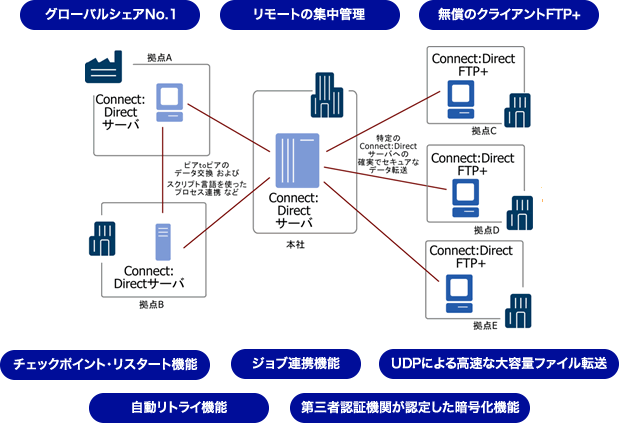 グローバルシェアNo.1
リモートの集中管理
無償のクライアントFTP+
拠点A
Connect:
Direct
サーバ
ピアtoピアの
データ交換 および
スクリプト言語を使った
プロセス連携 など
Connect:
Directサーバ
拠点B
Connect:
Direct
サーバ
本社
特定の
Connect:Direct
サーバへの
確実でセキュアな
データ転送
Connect:Direct
FTP+
拠点C
Connect:Direct
FTP+
拠点D
Connect:Direct
FTP+
拠点E
チェックポイント・リスタート機能
ジョブ連携機能
UDPによる高速な大容量ファイル転送
自動リトライ機能
第三者認証機関が認定した暗号化機能